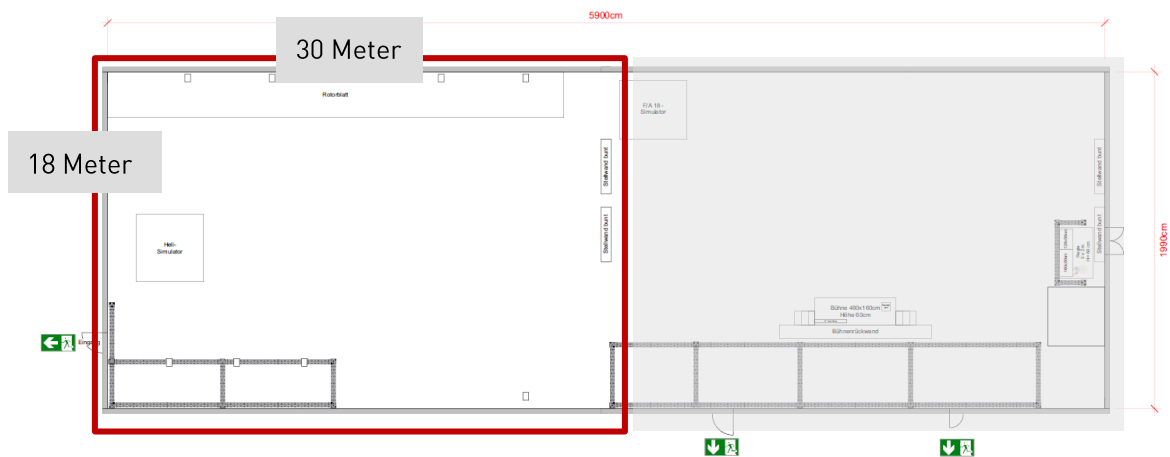 5900cm
30 Meter
Rotorblatt
F/A 18 -
Simulator
18 Meter
Stellwand bunt
Stellwand bunt
1990cm
Heli-
Simulator
Stellwand bunt
Stellwand bunt
Bühne 480x160cm
Höhe 60cm
Bühnenrückwand
Eingang
Regie